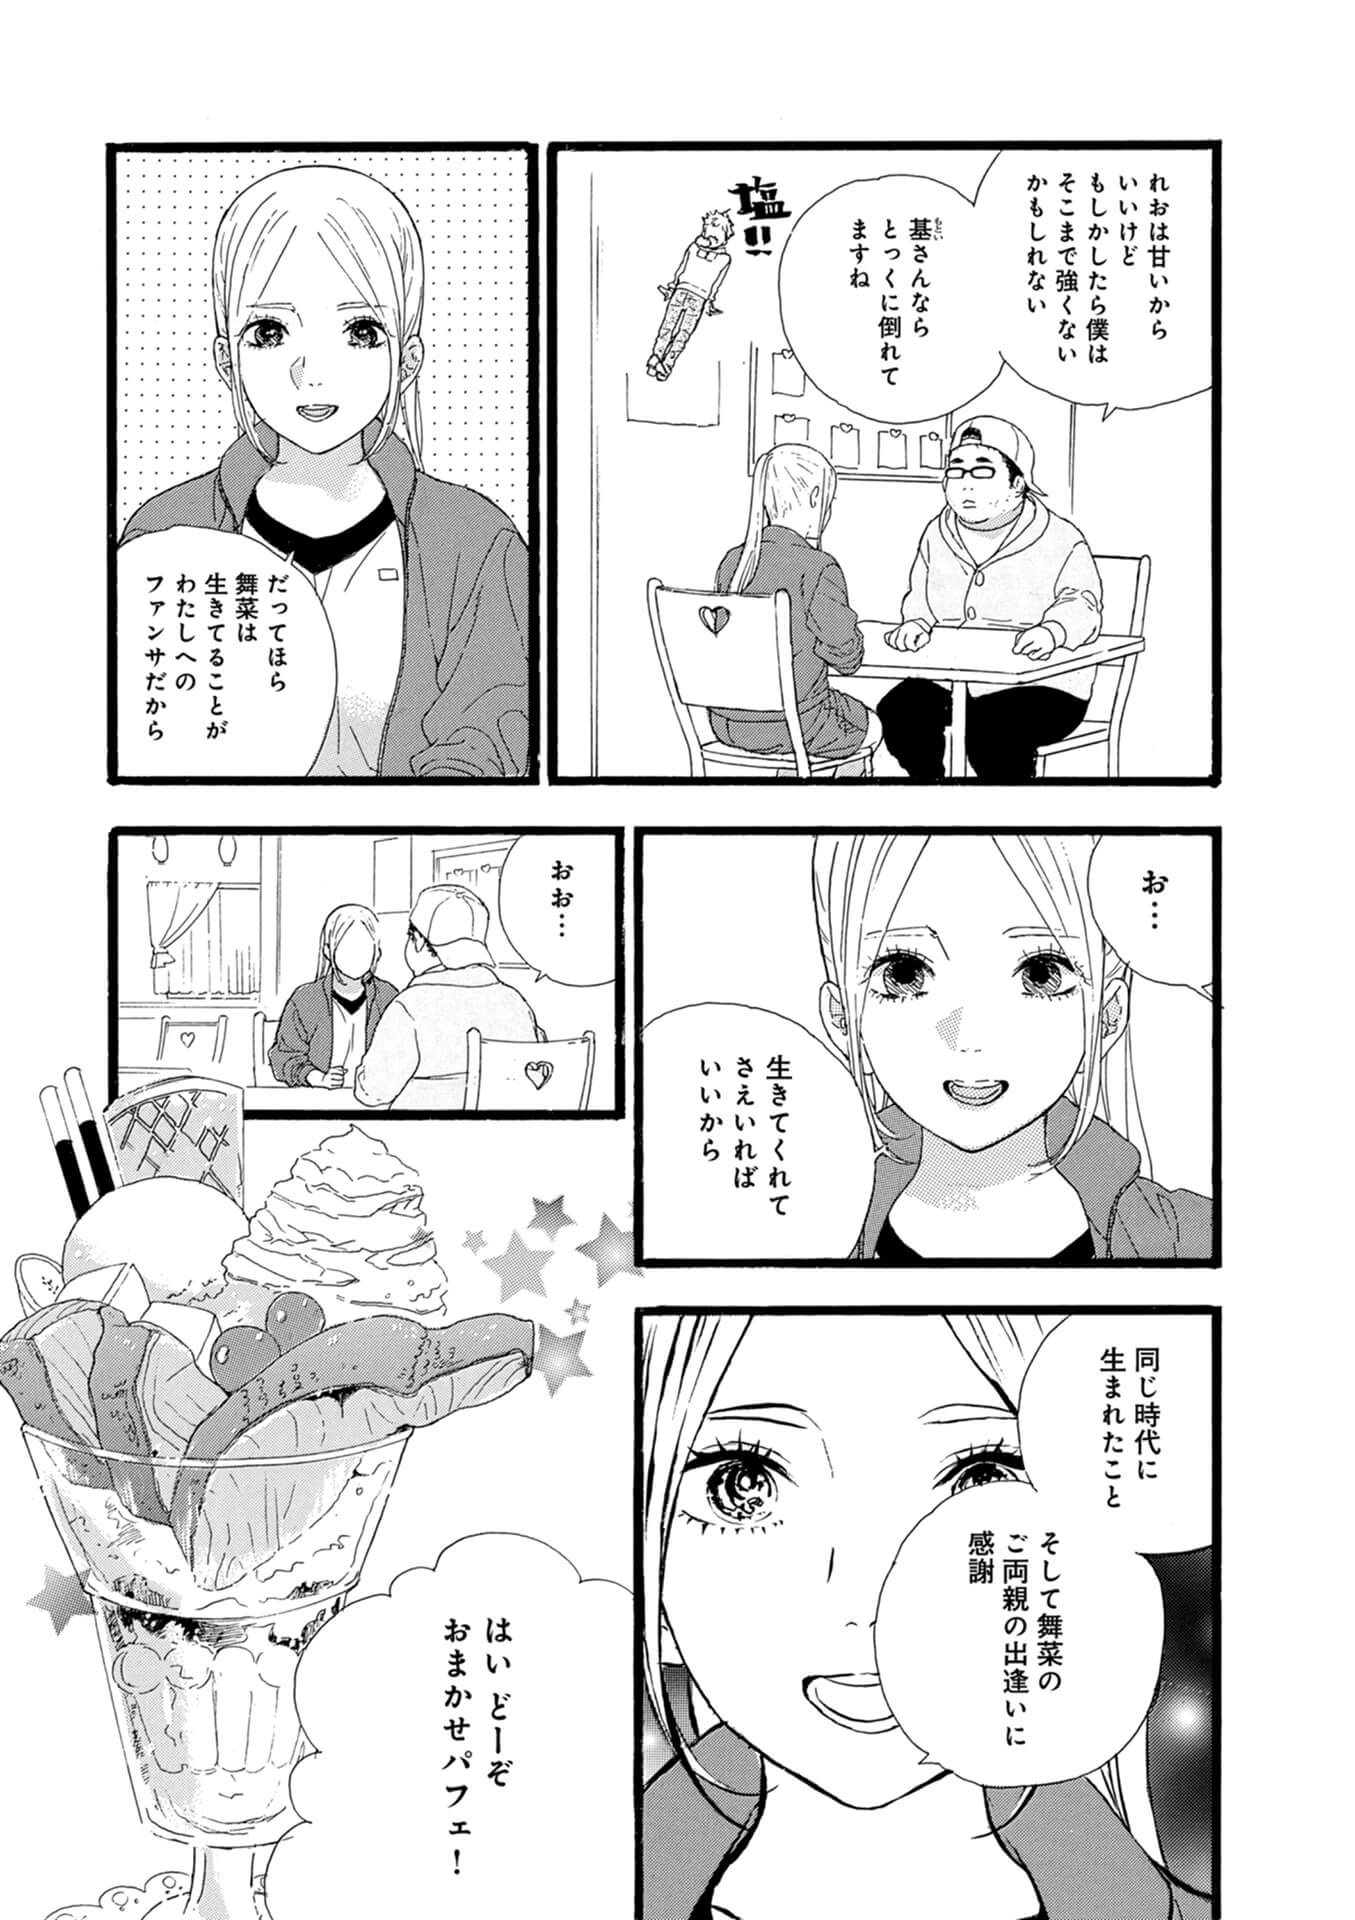 れおは甘いから
いいけど
もしかしたら僕は
そこまで強くない
かもしれない
基さんなら
もとい
とっくに倒れて
ますね
塩!!
だってほら
舞菜は
生きてることが
わたしへの
ファンサだから
お…
生きてくれて
さえいれば
いいから
おお…
同じ時代に
生まれたこと
そして舞菜の
ご両親の出逢いに
感謝
はい どーぞ
おまかせパフェ!